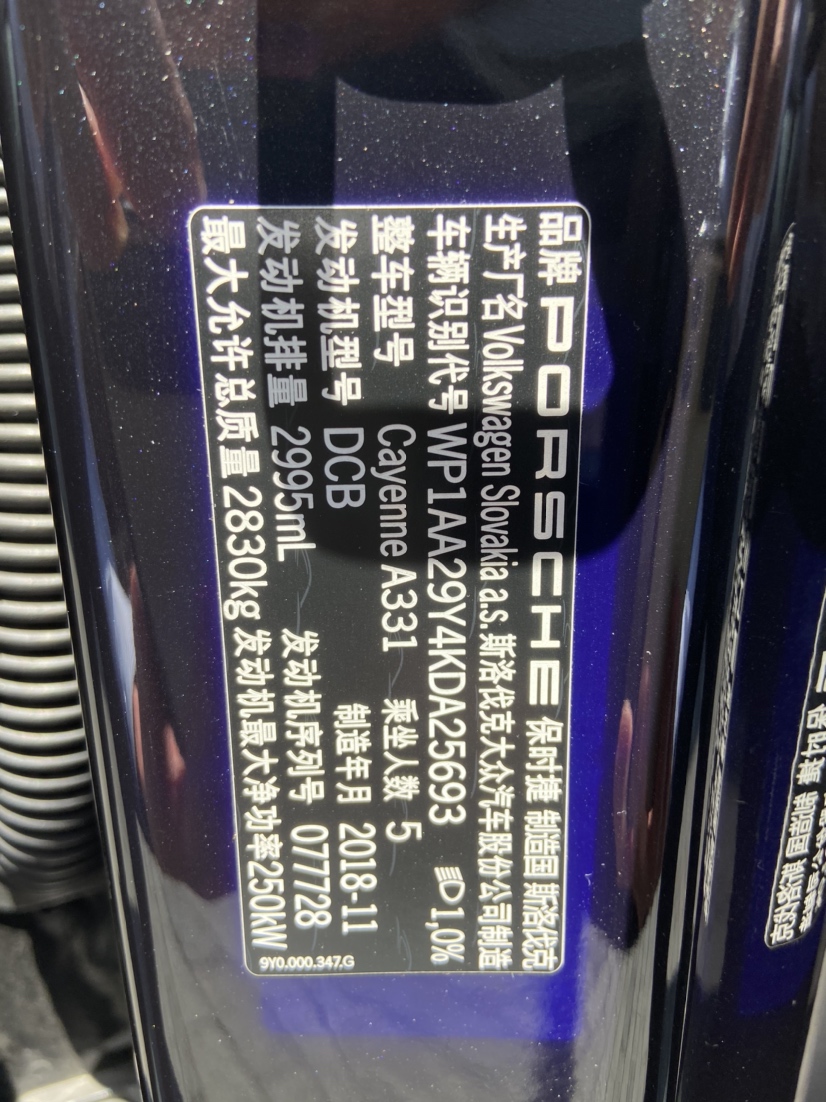 品牌 PORSCHE 保时捷 制造国 斯洛伐克
生产厂名 Volkswagen Slovakia a.s. 斯洛伐克大众汽车股份公司制造
车辆识别代号 WP1AA29Y4KDA25693 1,0%
整车型号 Cayenne A331 乘坐人数 5
发动机型号 DCB 制造年月 2018-11
发动机排量 2995mL 发动机序列号 077728
最大允许总质量 2830kg 发动机最大净功率250kW
9Y0.000.347.G